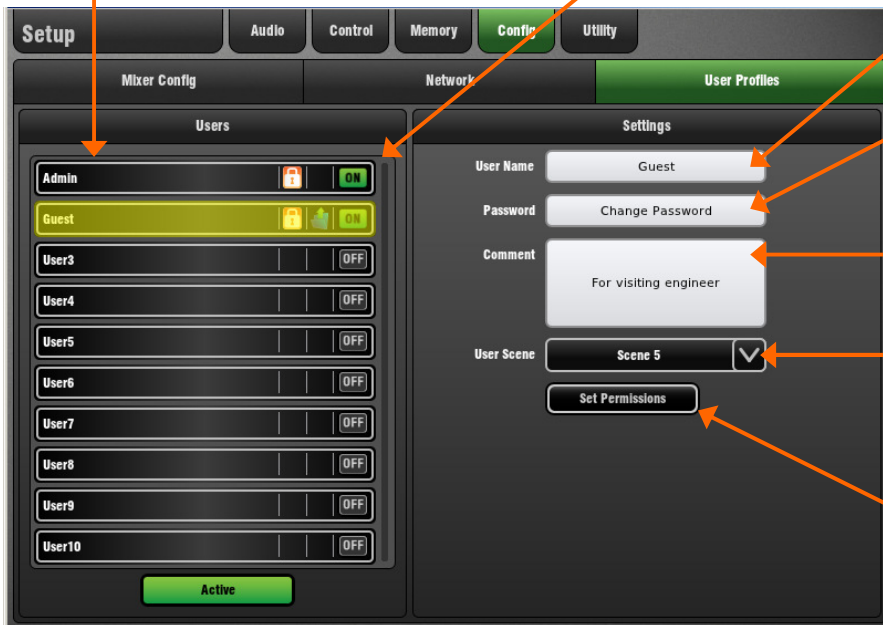 Setup
Audio
Control
Memory
Config
Utility
Mixer Config
Network
User Profiles
Users
Admin
ON
Guest
ON
User3
OFF
User4
OFF
User5
OFF
User6
OFF
User7
OFF
User8
OFF
User9
OFF
User10
OFF
Active
Settings
User Name
Guest
Password
Change Password
Comment
For visiting engineer
User Scene
Scene 5
Set Permissions